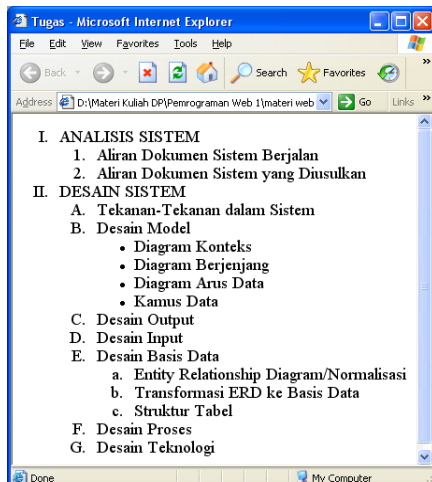 Tugas - Microsoft Internet Explorer
File Edit View Favorites Tools Help
Back Search Favorites »
Address D:\Materi Kuliah DP\Pemrograman Web 1\materi web Go Links »
I. ANALISIS SISTEM
1. Aliran Dokumen Sistem Berjalan
2. Aliran Dokumen Sistem yang Diusulkan
II. DESAIN SISTEM
A. Tekanan-Tekanan dalam Sistem
B. Desain Model
• Diagram Konteks
• Diagram Berjenjang
• Diagram Arus Data
• Kamus Data
C. Desain Output
D. Desain Input
E. Desain Basis Data
a. Entity Relationship Diagram/Normalisasi
b. Transformasi ERD ke Basis Data
c. Struktur Tabel
F. Desain Proses
G. Desain Teknologi
Done My Computer